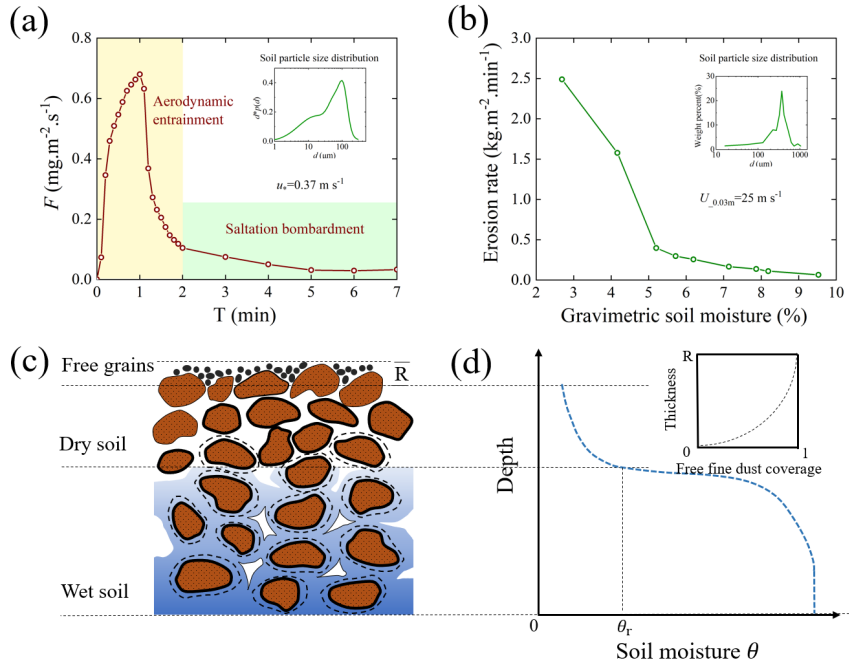 (a)
0.8
0.6
0.4
0.2
0.0
F (mg.m⁻².s⁻¹)
0 1 2 3 4 5 6 7
T (min)
Aerodynamic
entrainment
Saltation bombardment
u*=0.37 m s⁻¹
Soil particle size distribution
0.4
0.2
0.0
d*p(d)
1 10 100
d (μm)
(b)
3.0
2.5
2.0
1.5
1.0
0.5
0.0
Erosion rate (kg.m⁻².min⁻¹)
2 3 4 5 6 7 8 9 10
Gravimetric soil moisture (%)
Soil particle size distribution
30
20
10
0
Weight percent(%)
10 100 1000
d (μm)
U_0.03m=25 m s⁻¹
(c)
Free grains
R
Dry soil
Wet soil
(d)
Depth
R
Thickness
0
1
Free fine dust coverage
0
θr
Soil moisture θ